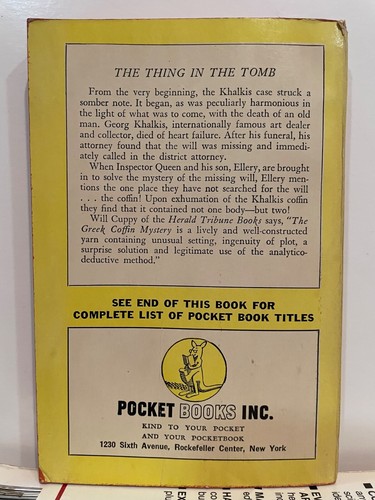 THE THING IN THE TOMB
From the very beginning, the Khalkis case struck a
somber note. It began, as was peculiarly harmonious in
the light of what was to come, with the death of an old
man. Georg Khalkis, internationally famous art dealer
and collector, died of heart failure. After his funeral, his
attorney found that the will was missing and immedi-
ately called in the district attorney.
When Inspector Queen and his son, Ellery, are brought
in to solve the mystery of the missing will, Ellery men-
tions the one place they have not searched for the will
. . . the coffin! Upon exhumation of the Khalkis coffin
they find that it contained not one body—but two!
Will Cuppy of the Herald Tribune Books says, "The
Greek Coffin Mystery is a lively and well-constructed
yarn containing unusual setting, ingenuity of plot, a
surprise solution and legitimate use of the analytico-
deductive method."
SEE END OF THIS BOOK FOR
COMPLETE LIST OF POCKET BOOK TITLES
POCKET BOOKS INC.
KIND TO YOUR POCKET
AND YOUR POCKETBOOK
1230 Sixth Avenue, Rockefeller Center, New York